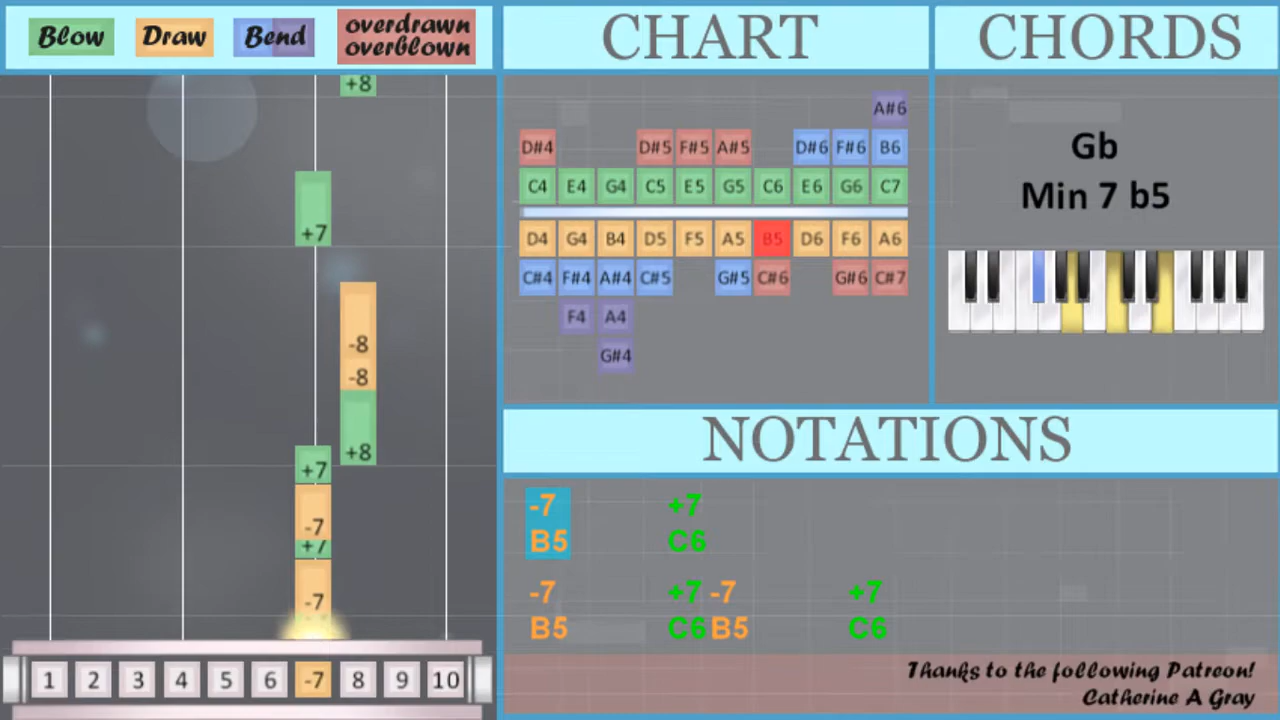 Blow Draw Bend overdrawn
overblown
CHART
CHORDS
+8
+7
-8
-8
+8
+7
-7
+7
-7
1 2 3 4 5 6 -7 8 9 10
A#6
D#4 D#5 F#5 A#5 D#6 F#6 B6
C4 E4 G4 C5 E5 G5 C6 E6 G6 C7
D4 G4 B4 D5 F5 A5 B5 D6 F6 A6
C#4 F#4 A#4 C#5 G#5 C#6 G#6 C#7
F4 A4
G#4
Gb
Min 7 b5
NOTATIONS
-7 +7
B5 C6
-7 +7 -7 +7
B5 C6 B5 C6
Thanks to the following Patreon!
Catherine A Gray